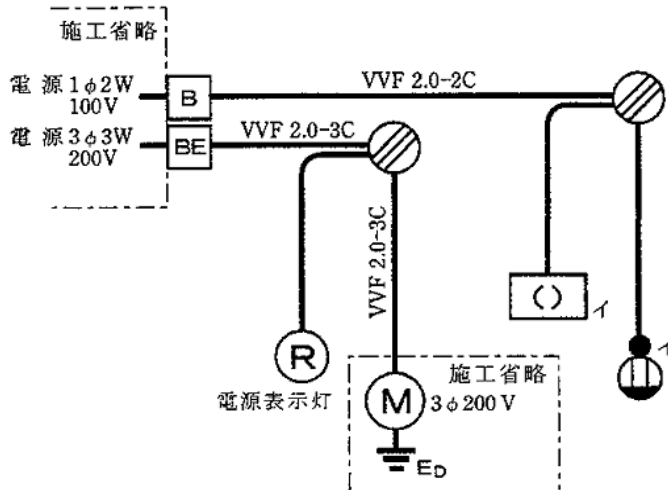 施工省略
電源 1φ2W
100V
B
VVF 2.0-2C
電源 3φ3W
200V
BE
VVF 2.0-3C
VVF 2.0-3C
イ
R
電源表示灯
イ
施工省略
M
3φ200V
ED